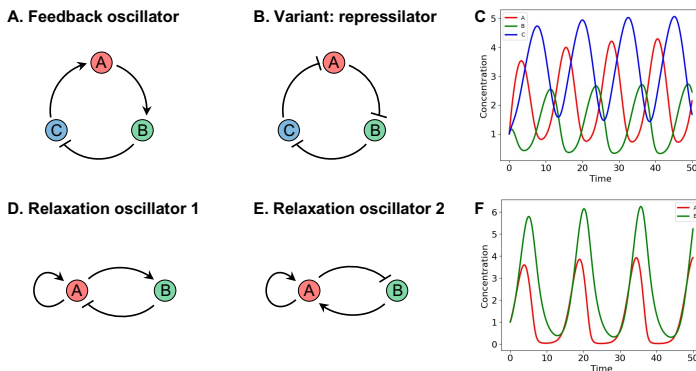 A. Feedback oscillator
A
B
C
B. Variant: repressilator
A
B
C
C
A
B
C
Concentration
5
4
3
2
1
0 10 20 30 40 50
Time
D. Relaxation oscillator 1
A
B
E. Relaxation oscillator 2
A
B
F
A
B
Concentration
6
5
4
3
2
1
0
0 10 20 30 40 50
Time